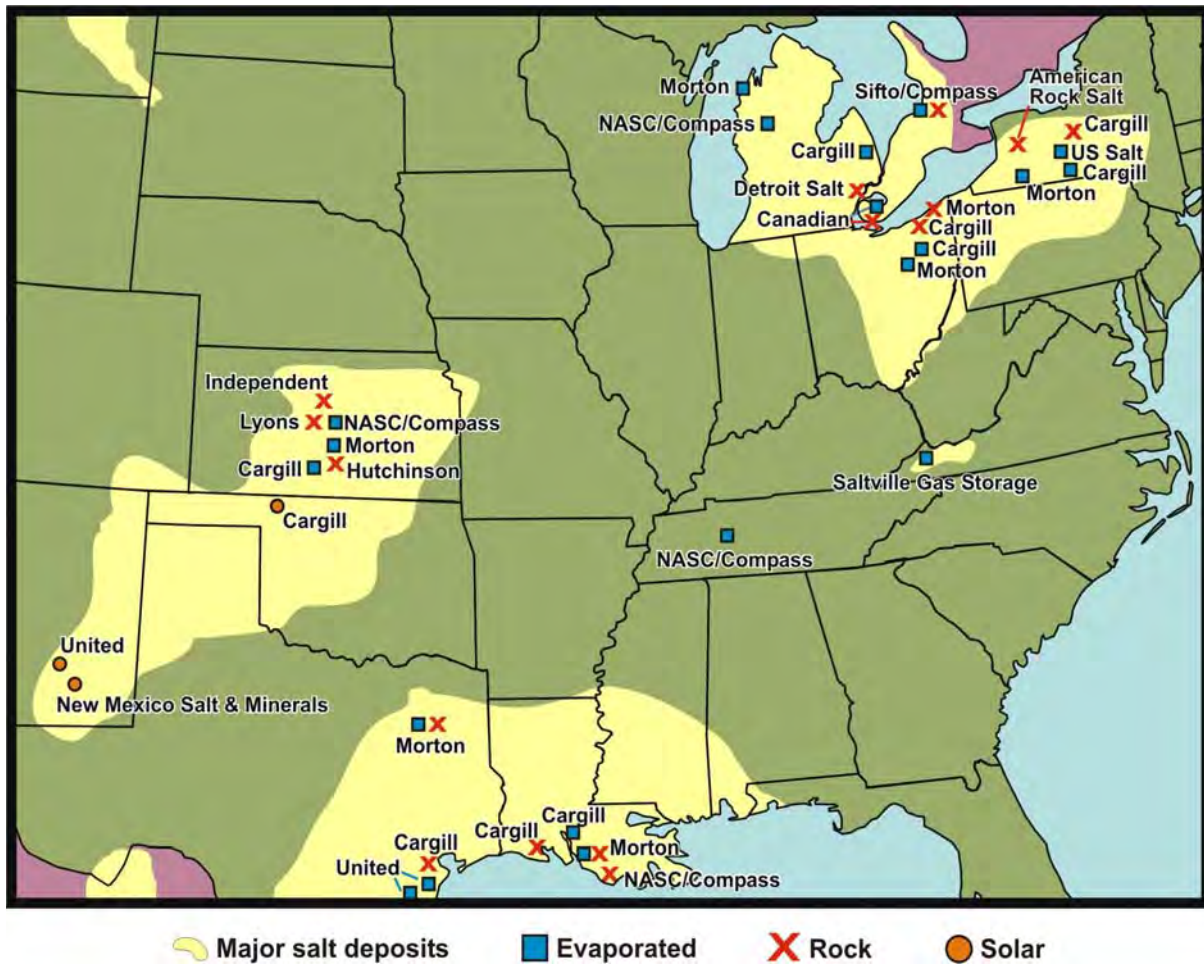 Morton
Sifto/Compass
American
Rock Salt
NASC/Compass
Cargill
Cargill
US Salt
Cargill
Detroit Salt
Morton
Canadian
Morton
Cargill
Cargill
Morton
Independent
Lyons
NASC/Compass
Morton
Cargill
Hutchinson
Saltville Gas Storage
Cargill
NASC/Compass
United
New Mexico Salt & Minerals
Morton
Cargill
Cargill
Cargill
Morton
United
NASC/Compass
Major salt deposits
Evaporated
Rock
Solar